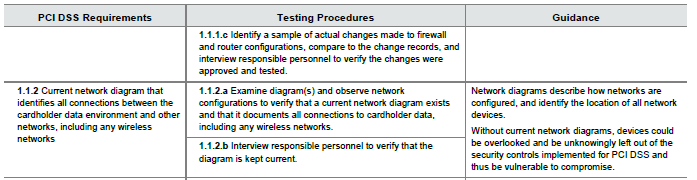 PCI DSS Requirements
Testing Procedures
Guidance
1.1.1.c Identify a sample of actual changes made to firewall
and router configurations, compare to the change records, and
interview responsible personnel to verify the changes were
approved and tested.
1.1.2 Current network diagram that
identifies all connections between the
cardholder data environment and other
networks, including any wireless
networks
1.1.2.a Examine diagram(s) and observe network
configurations to verify that a current network diagram exists
and that it documents all connections to cardholder data,
including any wireless networks.
1.1.2.b Interview responsible personnel to verify that the
diagram is kept current.
Network diagrams describe how networks are
configured, and identify the location of all network
devices.
Without current network diagrams, devices could
be overlooked and be unknowingly left out of the
security controls implemented for PCI DSS and
thus be vulnerable to compromise.